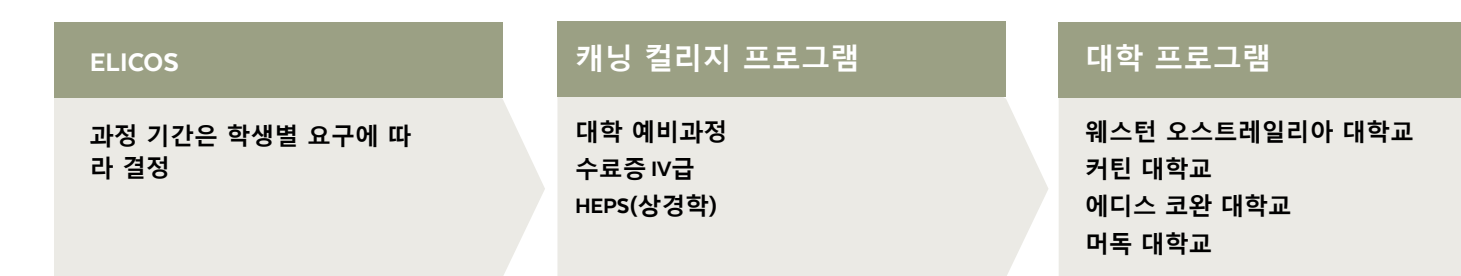 ELICOS
과정 기간은 학생별 요구에 따
라 결정
캐닝 컬리지 프로그램
대학 예비과정
수료증 IV급
HEPS(상경학)
대학 프로그램
웨스턴 오스트레일리아 대학교
커틴 대학교
에디스 코완 대학교
머독 대학교